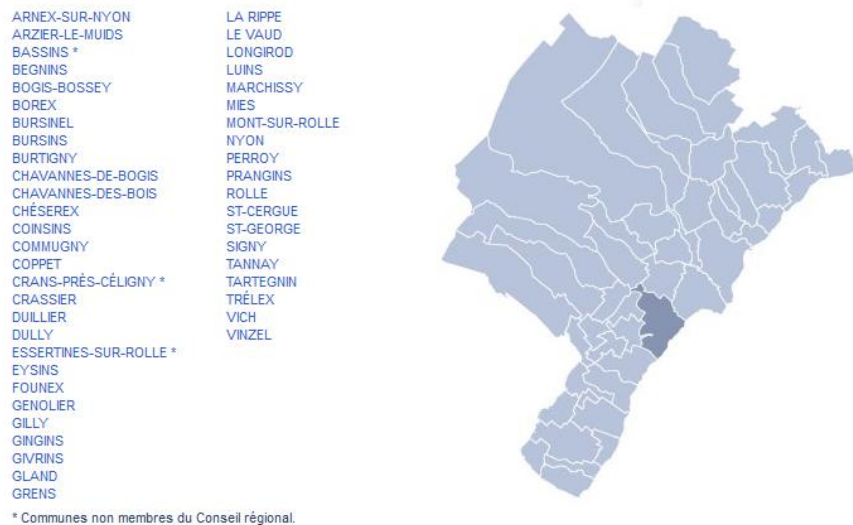 ARNEX-SUR-NYON
ARZIER-LE-MUIDS
BASSINS *
BEGNINS
BOGIS-BOSSEY
BOREX
BURSINEL
BURSINS
BURTIGNY
CHAVANNES-DE-BOGIS
CHAVANNES-DES-BOIS
CHÉSEREX
COINSINS
COMMUGNY
COPPET
CRANS-PRÈS-CÉLIGNY *
CRASSIER
DUILLIER
DULLY
ESSERTINES-SUR-ROLLE *
EYSINS
FOUNEX
GENOLIER
GILLY
GINGINS
GIVRINS
GLAND
GRENS
LA RIPPE
LE VAUD
LONGIROD
LUINS
MARCHISSY
MIES
MONT-SUR-ROLLE
NYON
PERROY
PRANGINS
ROLLE
ST-CERGUE
ST-GEORGE
SIGNY
TANNAY
TARTEGNIN
TRÉLEX
VICH
VINZEL
* Communes non membres du Conseil régional.